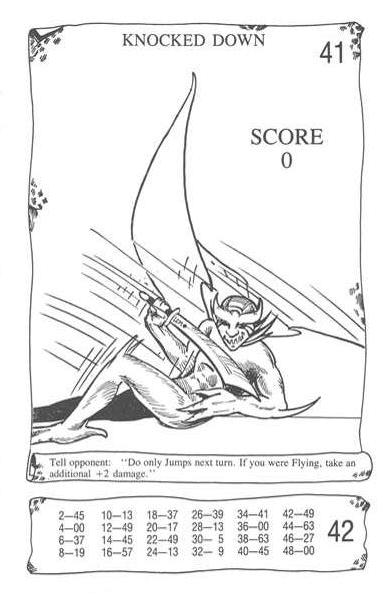 KNOCKED DOWN
41
SCORE
0
Tell opponent: "Do only Jumps next turn. If you were Flying, take an
additional +2 damage."
2—45 10—13 18—37 26—39 34—41 42—49
4—00 12—49 20—17 28—13 36—00 44—63
6—37 14—45 22—49 30— 5 38—63 46—27
8—19 16—57 24—13 32— 9 40—45 48—00
42